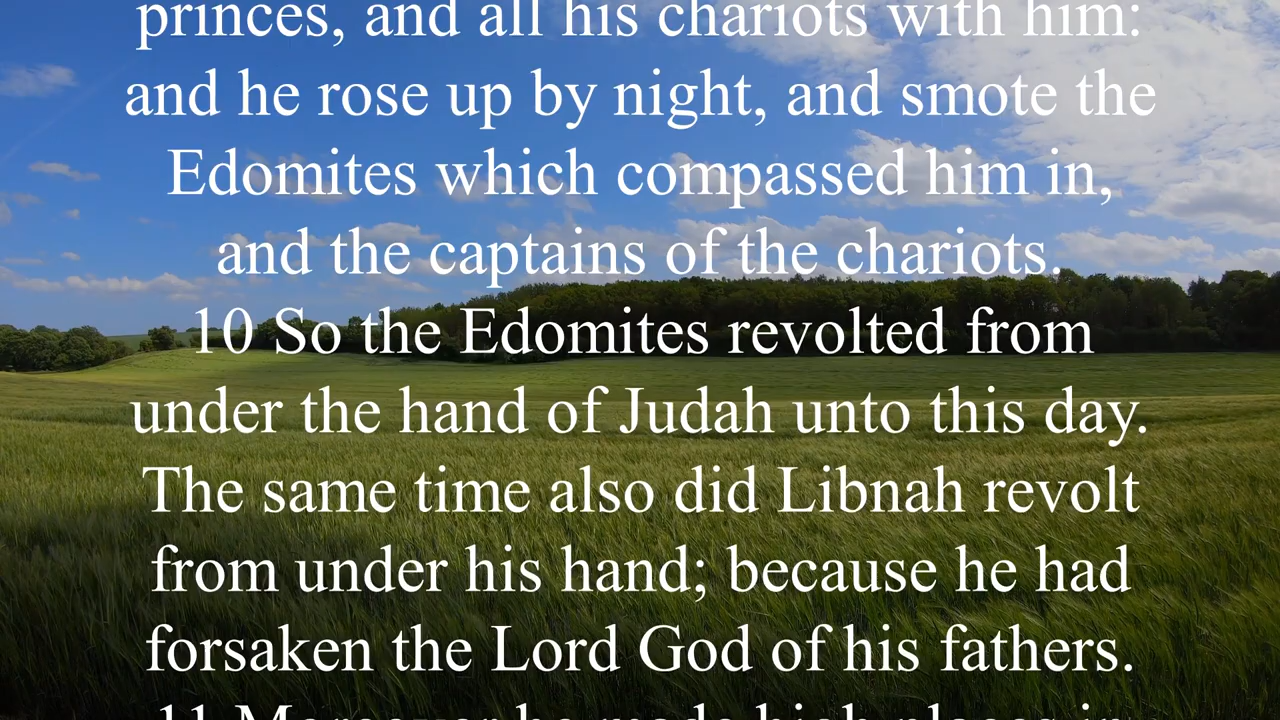 princes, and all his chariots with him:
and he rose up by night, and smote the
Edomites which compassed him in,
and the captains of the chariots.
10 So the Edomites revolted from
under the hand of Judah unto this day.
The same time also did Libnah revolt
from under his hand; because he had
forsaken the Lord God of his fathers.
11 Moreover he made high places in